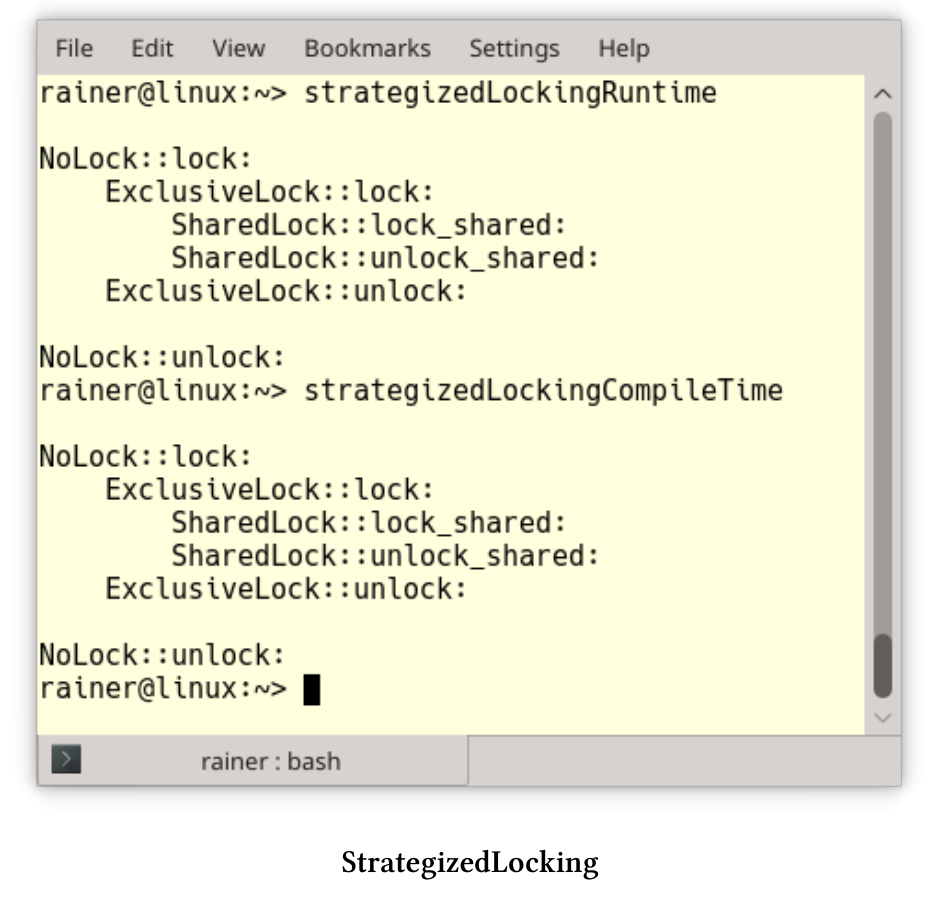 File Edit View Bookmarks Settings Help
rainer@linux:~> strategizedLockingRuntime
NoLock::lock:
    ExclusiveLock::lock:
        SharedLock::lock_shared:
        SharedLock::unlock_shared:
    ExclusiveLock::unlock:
NoLock::unlock:
rainer@linux:~> strategizedLockingCompileTime
NoLock::lock:
    ExclusiveLock::lock:
        SharedLock::lock_shared:
        SharedLock::unlock_shared:
    ExclusiveLock::unlock:
NoLock::unlock:
rainer@linux:~>
rainer : bash
StrategizedLocking